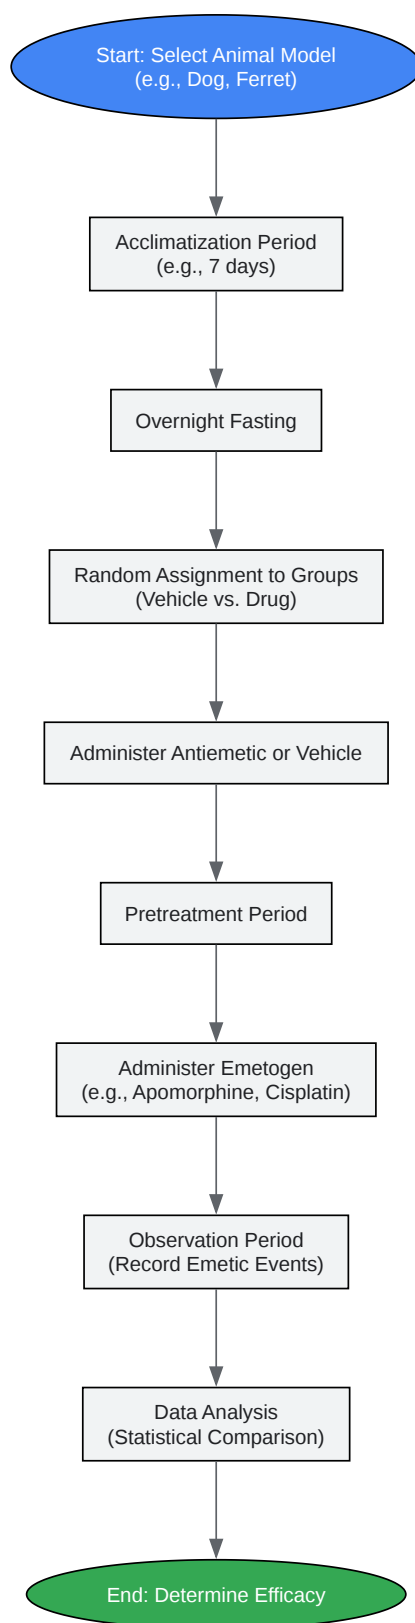 Start: Select Animal Model
(e.g., Dog, Ferret)
Acclimatization Period
(e.g., 7 days)
Overnight Fasting
Random Assignment to Groups
(Vehicle vs. Drug)
Administer Antiemetic or Vehicle
Pretreatment Period
Administer Emetogen
(e.g., Apomorphine, Cisplatin)
Observation Period
(Record Emetic Events)
Data Analysis
(Statistical Comparison)
End: Determine Efficacy